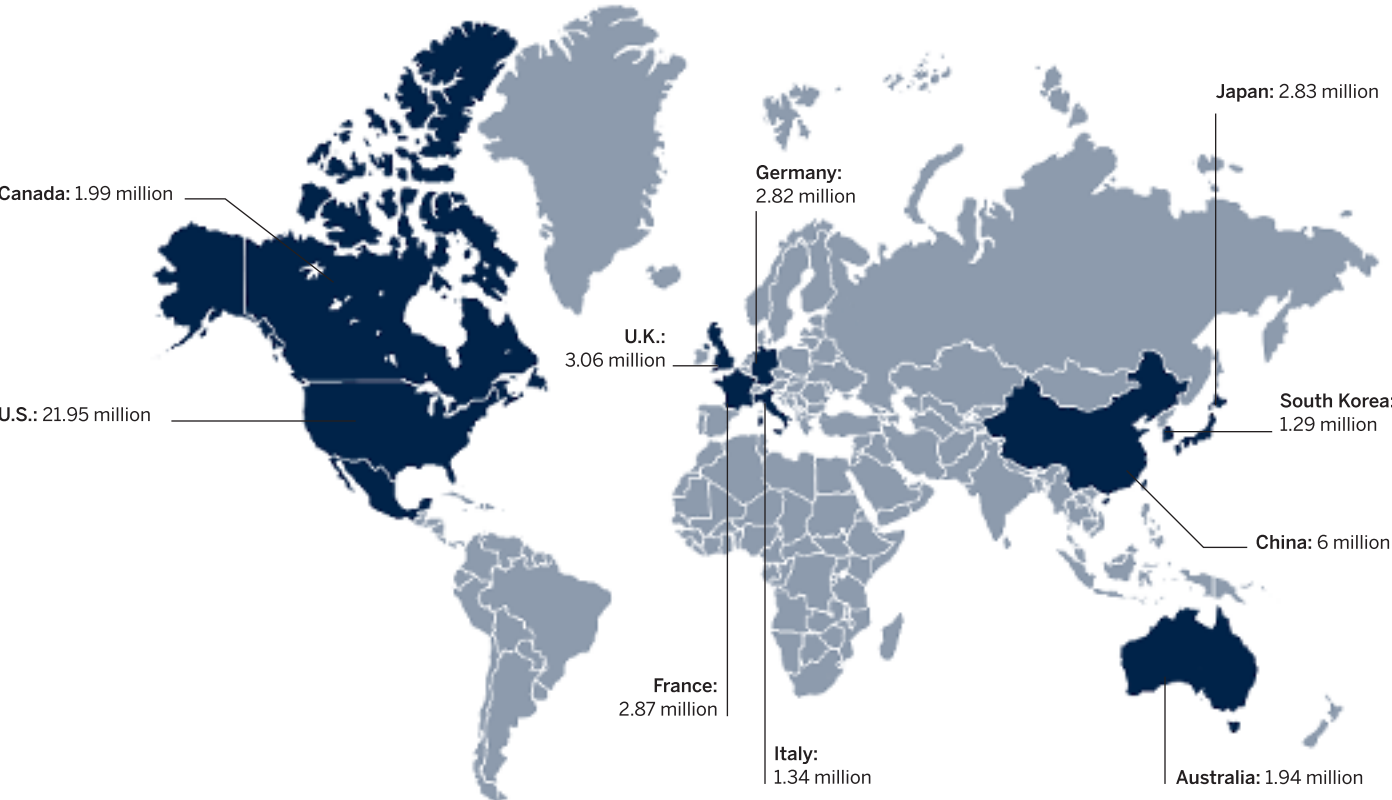 Japan: 2.83 million
Germany:
2.82 million
Canada: 1.99 million
U.K.:
3.06 million
South Korea:
1.29 million
U.S.: 21.95 million
China: 6 million
France:
2.87 million
Italy:
1.34 million
Australia: 1.94 million